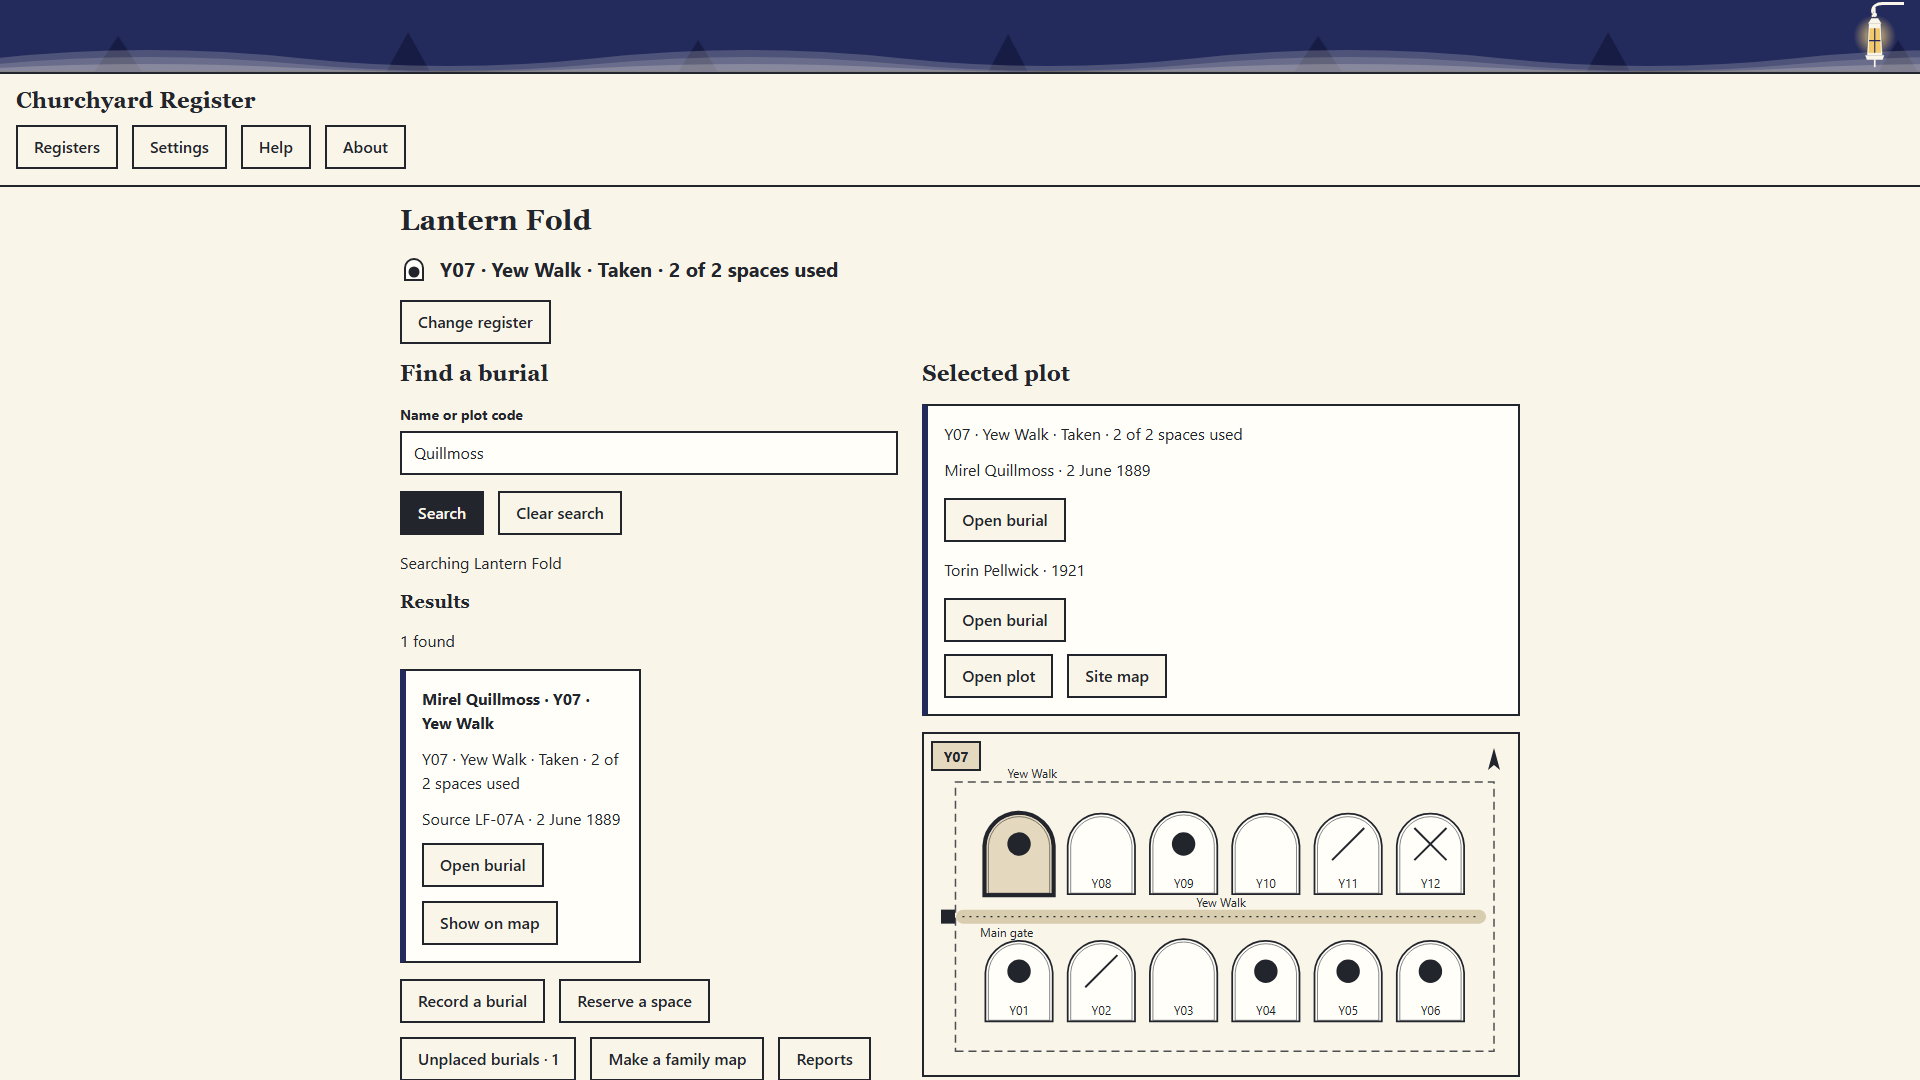 Churchyard Register
Registers
Settings
Help
About
Lantern Fold
Y07 · Yew Walk · Taken · 2 of 2 spaces used
Change register
Find a burial
Name or plot code
Quillmoss
Search
Clear search
Searching Lantern Fold
Results
1 found
Mirel Quillmoss · Y07 ·
Yew Walk
Y07 · Yew Walk · Taken · 2 of
2 spaces used
Source LF-07A · 2 June 1889
Open burial
Show on map
Record a burial
Reserve a space
Unplaced burials · 1
Make a family map
Reports
Selected plot
Y07 · Yew Walk · Taken · 2 of 2 spaces used
Mirel Quillmoss · 2 June 1889
Open burial
Torin Pellwick · 1921
Open burial
Open plot
Site map
Y07
Yew Walk
Y08
Y09
Y10
Y11
Y12
Yew Walk
Main gate
Y01
Y02
Y03
Y04
Y05
Y06